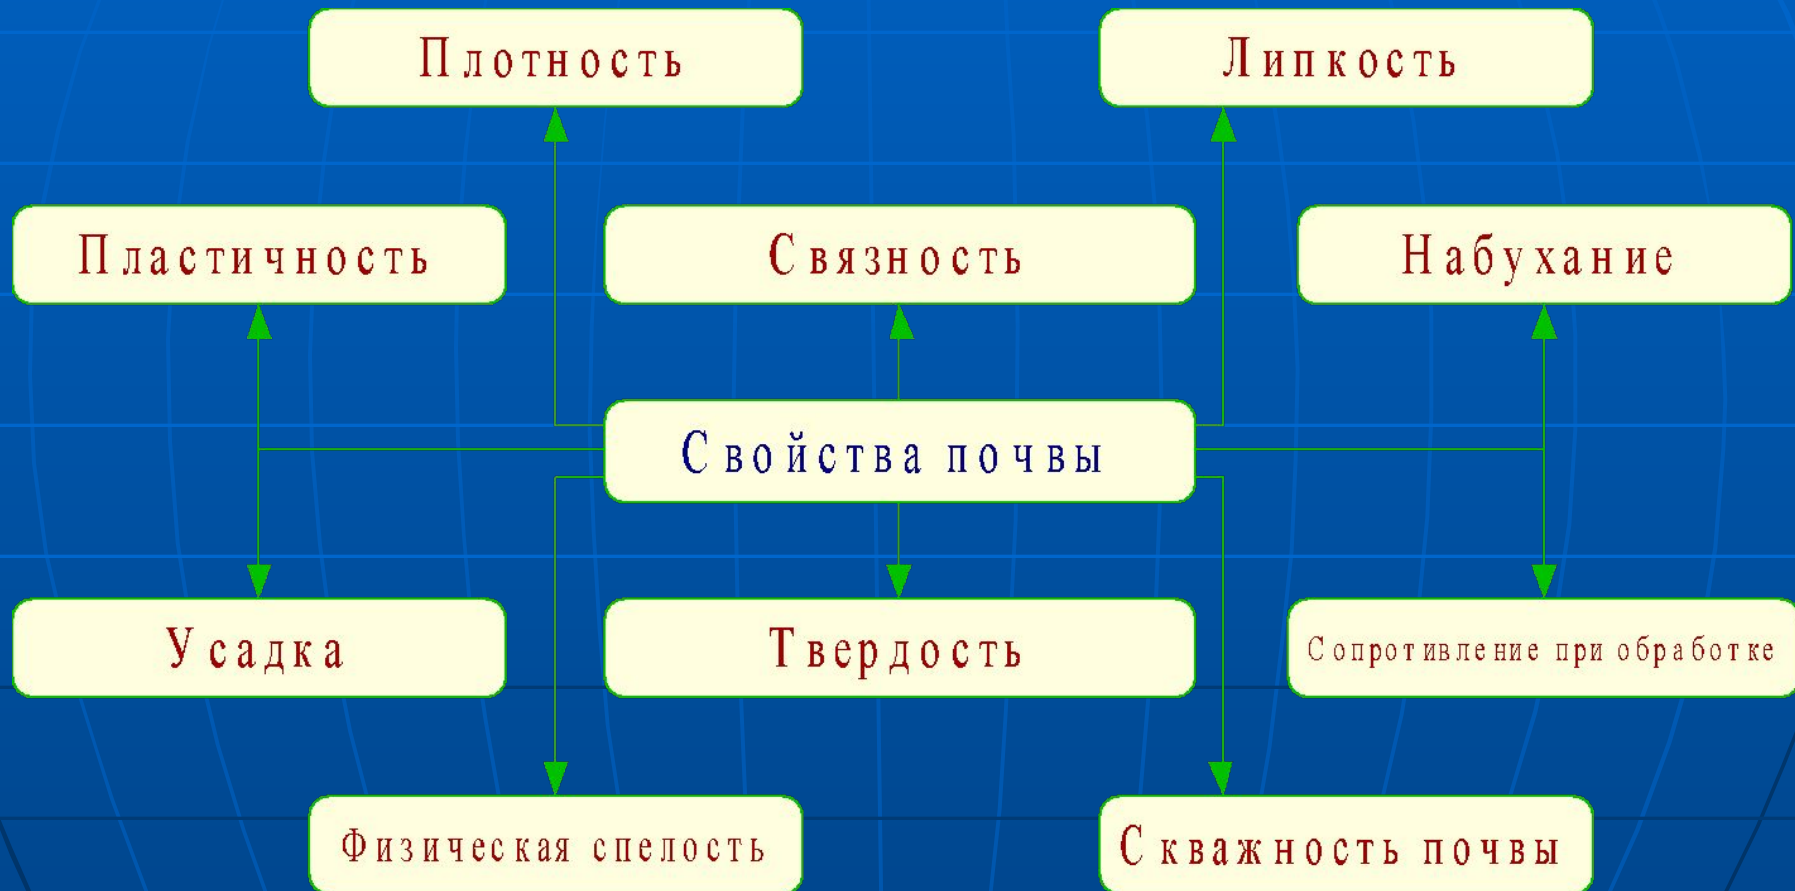 Плотность
Липкость
Пластичность
Связность
Набухание
Свойства почвы
Усадка
Твердость
Сопротивление при обработке
Физическая спелость
Скважность почвы